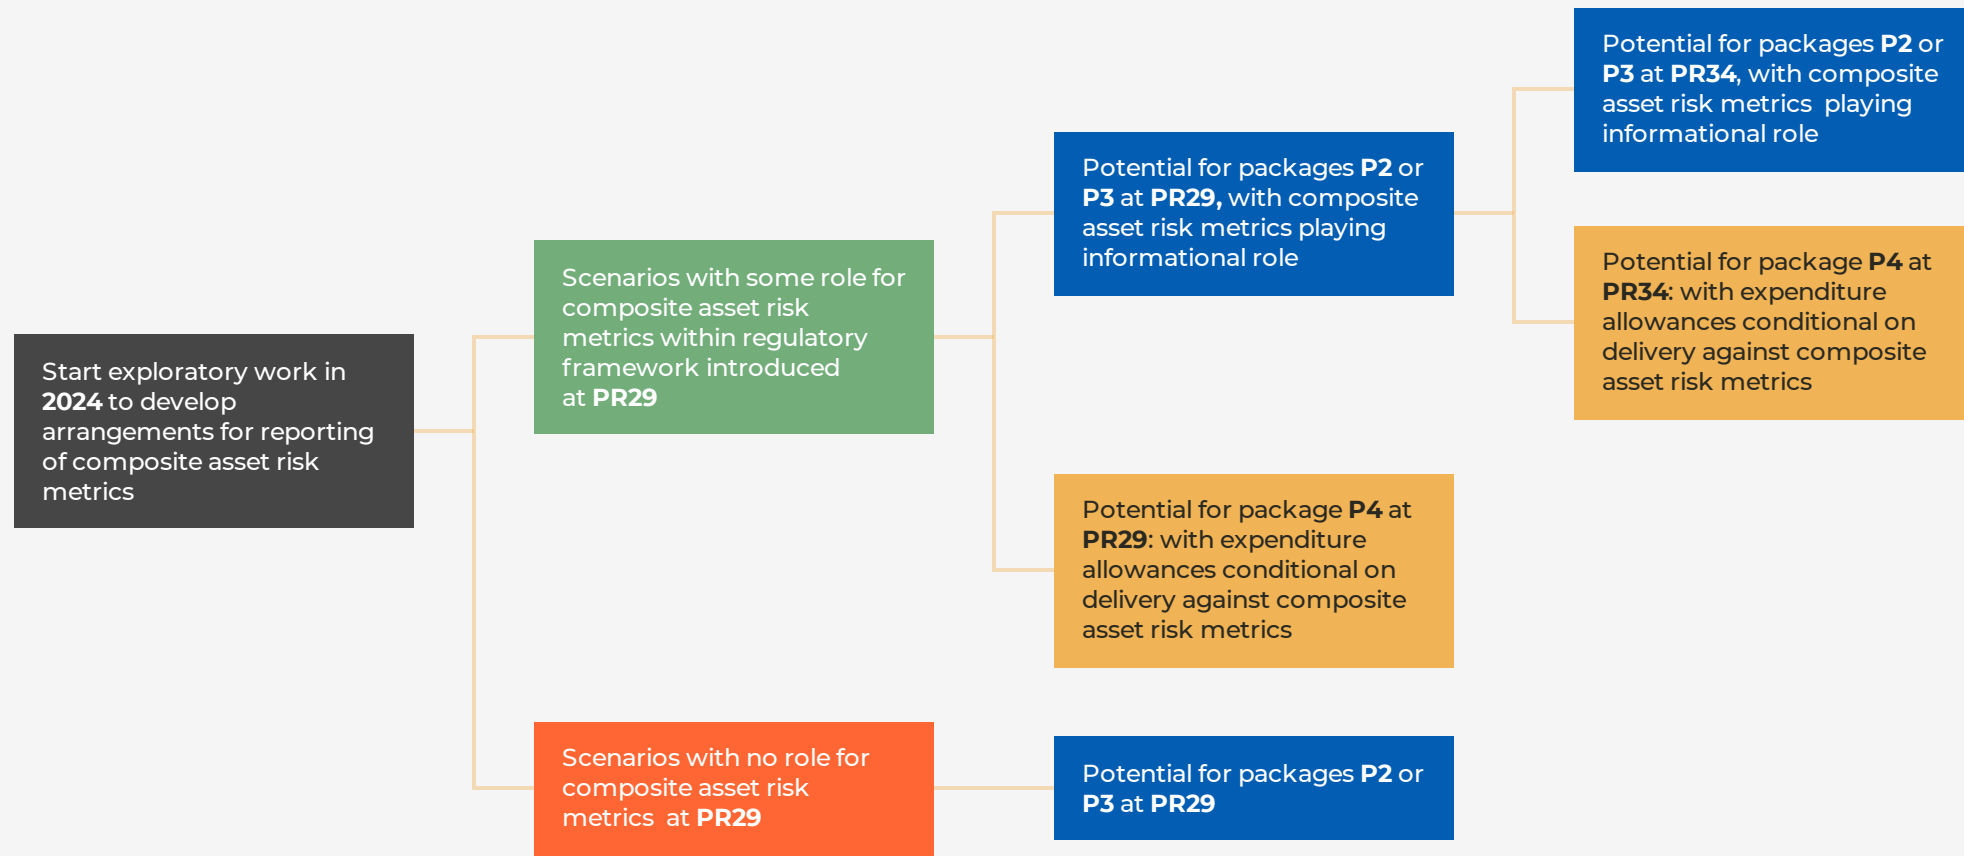 Start exploratory work in
2024 to develop
arrangements for reporting
of composite asset risk
metrics
Scenarios with some role for
composite asset risk
metrics within regulatory
framework introduced
at PR29
Scenarios with no role for
composite asset risk
metrics at PR29
Potential for packages P2 or
P3 at PR29, with composite
asset risk metrics playing
informational role
Potential for package P4 at
PR29: with expenditure
allowances conditional on
delivery against composite
asset risk metrics
Potential for packages P2 or
P3 at PR29
Potential for packages P2 or
P3 at PR34, with composite
asset risk metrics playing
informational role
Potential for package P4 at
PR34: with expenditure
allowances conditional on
delivery against composite
asset risk metrics